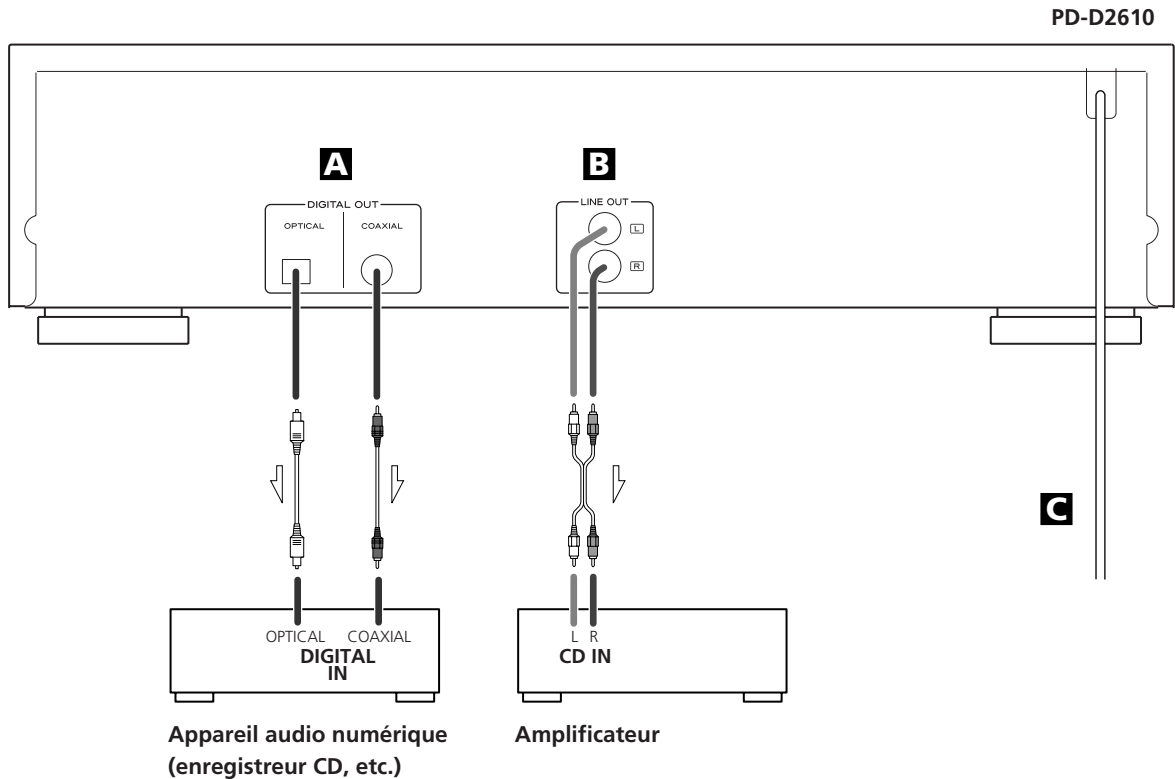 PD-D2610
A
B
DIGITAL OUT
LINE OUT
OPTICAL
COAXIAL
L
R
C
OPTICAL COAXIAL
DIGITAL
IN
L R
CD IN
Appareil audio numérique
(enregistreur CD, etc.)
Amplificateur